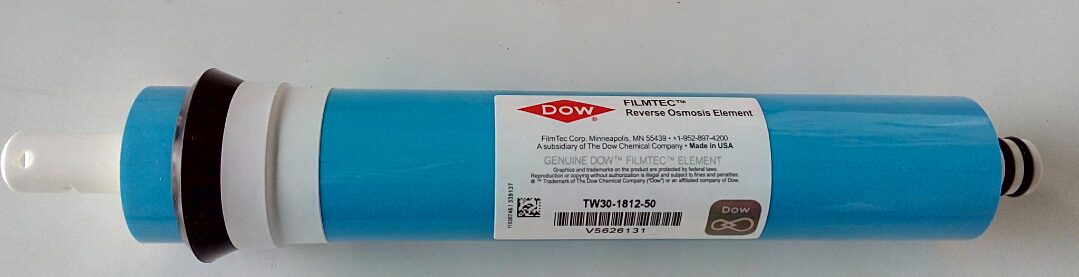 DOW
®
FILMTEC™
Reverse Osmosis Element
FilmTec Corp. Minneapolis, MN 55439 • +1-952-897-4200
A subsidiary of The Dow Chemical Company • Made in USA
GENUINE DOW™ FILMTEC™ ELEMENT
Graphics and trademarks on the product are protected by federal laws.
Reproduction or copying without authorization is illegal and subject to fines and penalties.
® ™ Trademark of The Dow Chemical Company ("Dow") or an affiliated company of Dow.
TW30-1812-50
V5626131
DOW